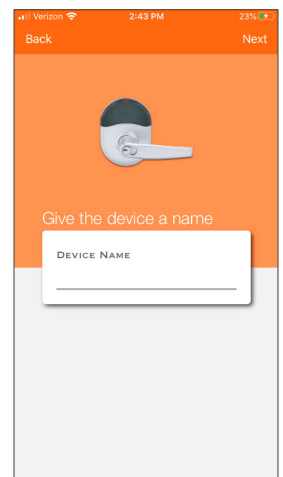 Verizon 2:43 PM 23%
Back Next
Give the device a name
DEVICE NAME